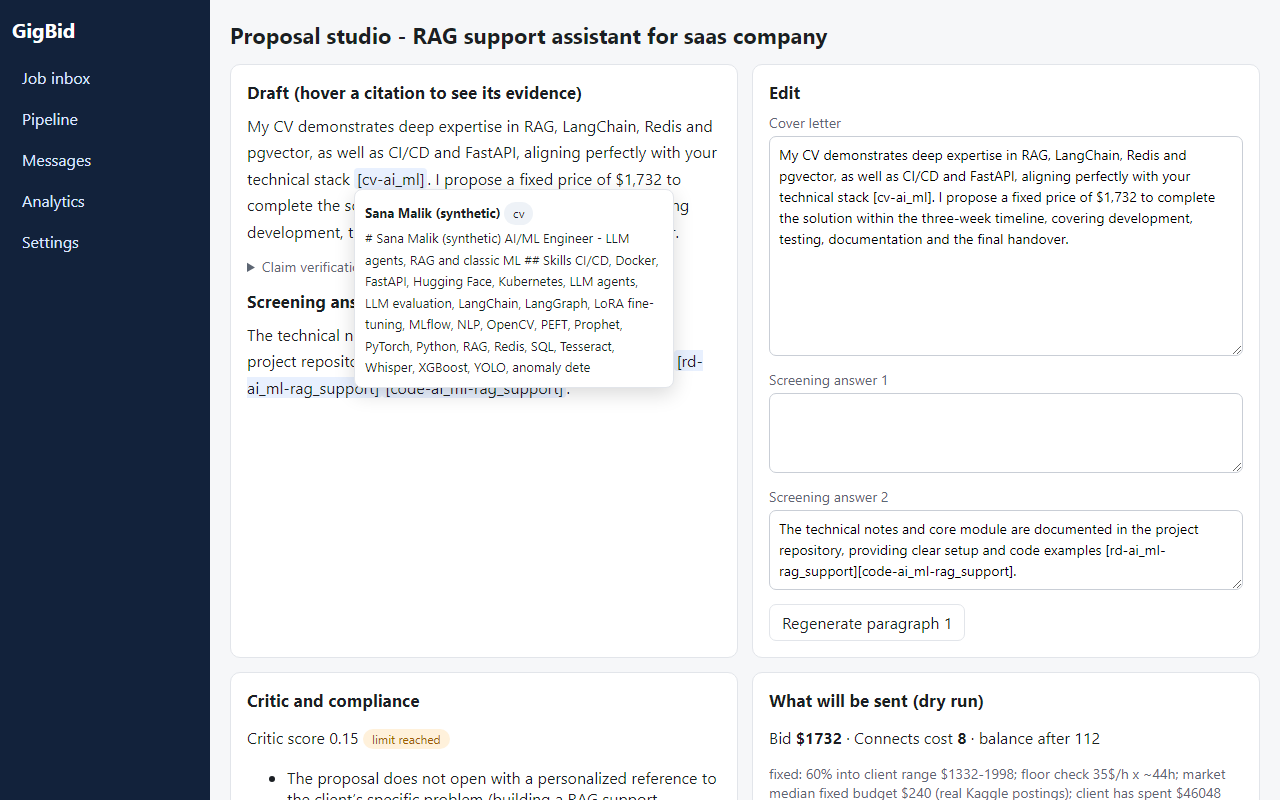 GigBid
Job inbox
Pipeline
Messages
Analytics
Settings
Proposal studio - RAG support assistant for saas company
Draft (hover a citation to see its evidence)
My CV demonstrates deep expertise in RAG, LangChain, Redis and
pgvector, as well as CI/CD and FastAPI, aligning perfectly with your
technical stack [cv-ai_ml]. I propose a fixed price of $1,732 to
complete the
development,
Sana Malik (synthetic) cv
# Sana Malik (synthetic) AI/ML Engineer - LLM
agents, RAG and classic ML ## Skills CI/CD, Docker,
FastAPI, Hugging Face, Kubernetes, LLM agents,
LLM evaluation, LangChain, LangGraph, LoRA fine-
tuning, MLflow, NLP, OpenCV, PEFT, Prophet,
PyTorch, Python, RAG, Redis, SQL, Tesseract,
Whisper, XGBoost, YOLO, anomaly dete
Claim
Screening
The technical
project [rd-
ai_ml-rag_support] [code-ai_ml-rag_support].
Edit
Cover letter
My CV demonstrates deep expertise in RAG, LangChain, Redis and
pgvector, as well as CI/CD and FastAPI, aligning perfectly with your
technical stack [cv-ai_ml]. I propose a fixed price of $1,732 to complete
the solution within the three-week timeline, covering development,
testing, documentation and the final handover.
Screening answer 1
Screening answer 2
The technical notes and core module are documented in the project
repository, providing clear setup and code examples [rd-ai_ml-
rag_support][code-ai_ml-rag_support].
Regenerate paragraph 1
Critic and compliance
Critic score 0.15 limit reached
The proposal does not open with a personalized reference to
the client's specific problem (building a RAG support
What will be sent (dry run)
Bid $1732 · Connects cost 8 · balance after 112
fixed: 60% into client range $1332-1998; floor check 35$/h x ~44h; market
median fixed budget $240 (real Kaggle postings); client has spent $46048